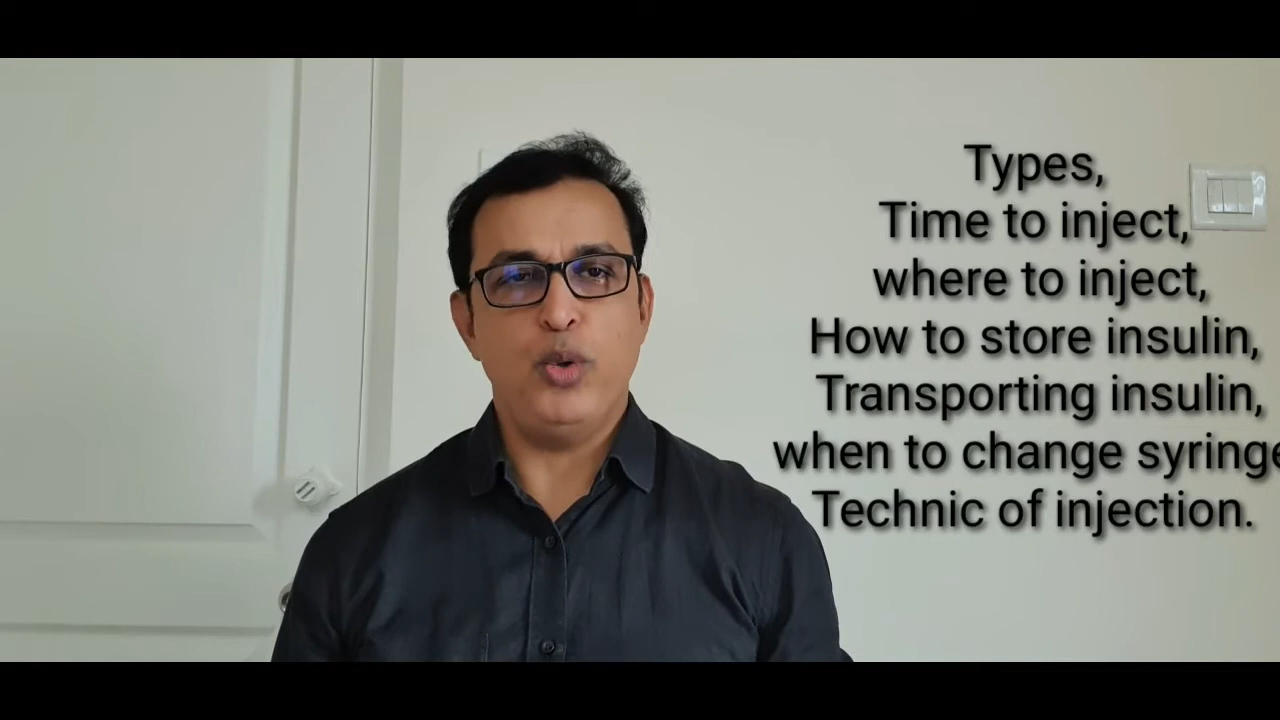 Types,
Time to inject,
where to inject,
How to store insulin,
Transporting insulin,
when to change syringe
Technic of injection.